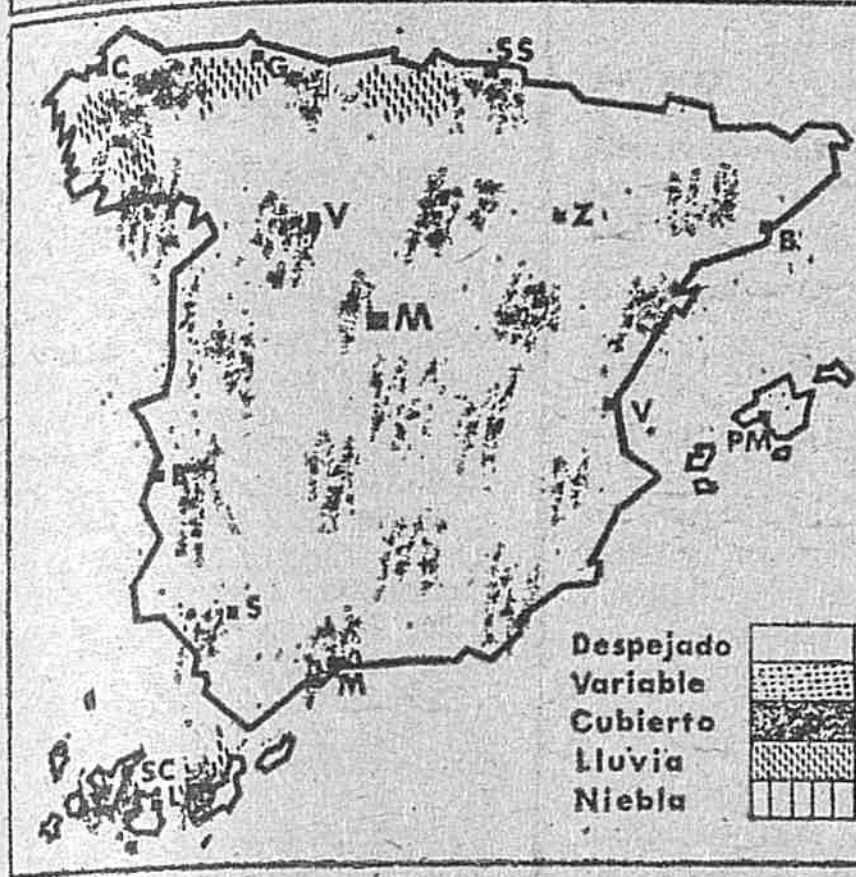 SS
C
G
V
Z
B
M
V
PM
B
S
M
SC
L
Despejado
Variable
Cubierto
Lluvia
Niebla